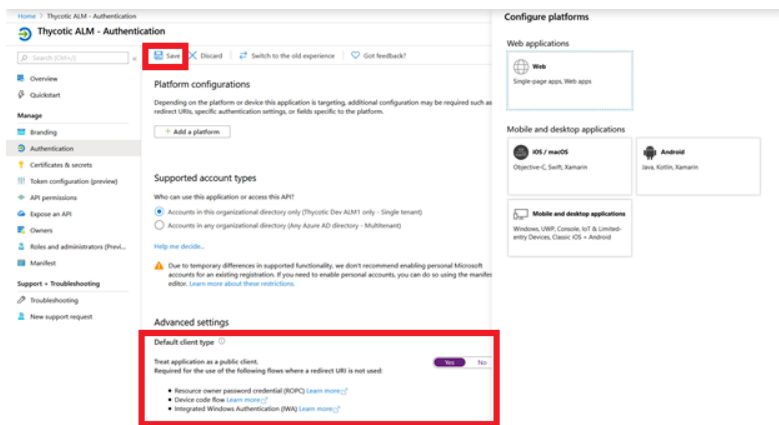 Home > Thycotic ALM - Authentication
Thycotic ALM - Authentication
Search (Ctrl+/)
«
Save
Discard
Switch to the old experience
Got feedback?
Overview
Quickstart
Manage
Branding
Authentication
Certificates & secrets
Token configuration (preview)
API permissions
Expose an API
Owners
Roles and administrators (Previ...
Manifest
Support + Troubleshooting
Troubleshooting
New support request
Platform configurations
Depending on the platform or device this application is targeting, additional configuration may be required such as
redirect URIs, specific authentication settings, or fields specific to the platform.
+ Add a platform
Supported account types
Who can use this application or access this API?
Accounts in this organizational directory only (Thycotic Dev ALM1 only - Single tenant)
Accounts in any organizational directory (Any Azure AD directory - Multitenant)
Help me decide...
Due to temporary differences in supported functionality, we don't recommend enabling personal Microsoft
accounts for an existing registration. If you need to enable personal accounts, you can do so using the manifes
editor. Learn more about these restrictions.
Advanced settings
Default client type
Treat application as a public client.
Required for the use of the following flows where a redirect URI is not used:
Yes
No
• Resource owner password credential (ROPC) Learn more
• Device code flow Learn more
• Integrated Windows Authentication (IWA) Learn more
Configure platforms
Web applications
Web
Single-page apps, Web apps
Mobile and desktop applications
iOS / macOS
Objective-C, Swift, Xamarin
Android
Java, Kotlin, Xamarin
Mobile and desktop applications
Windows, UWP, Console, IoT & Limited-
entry Devices, Classic iOS + Android